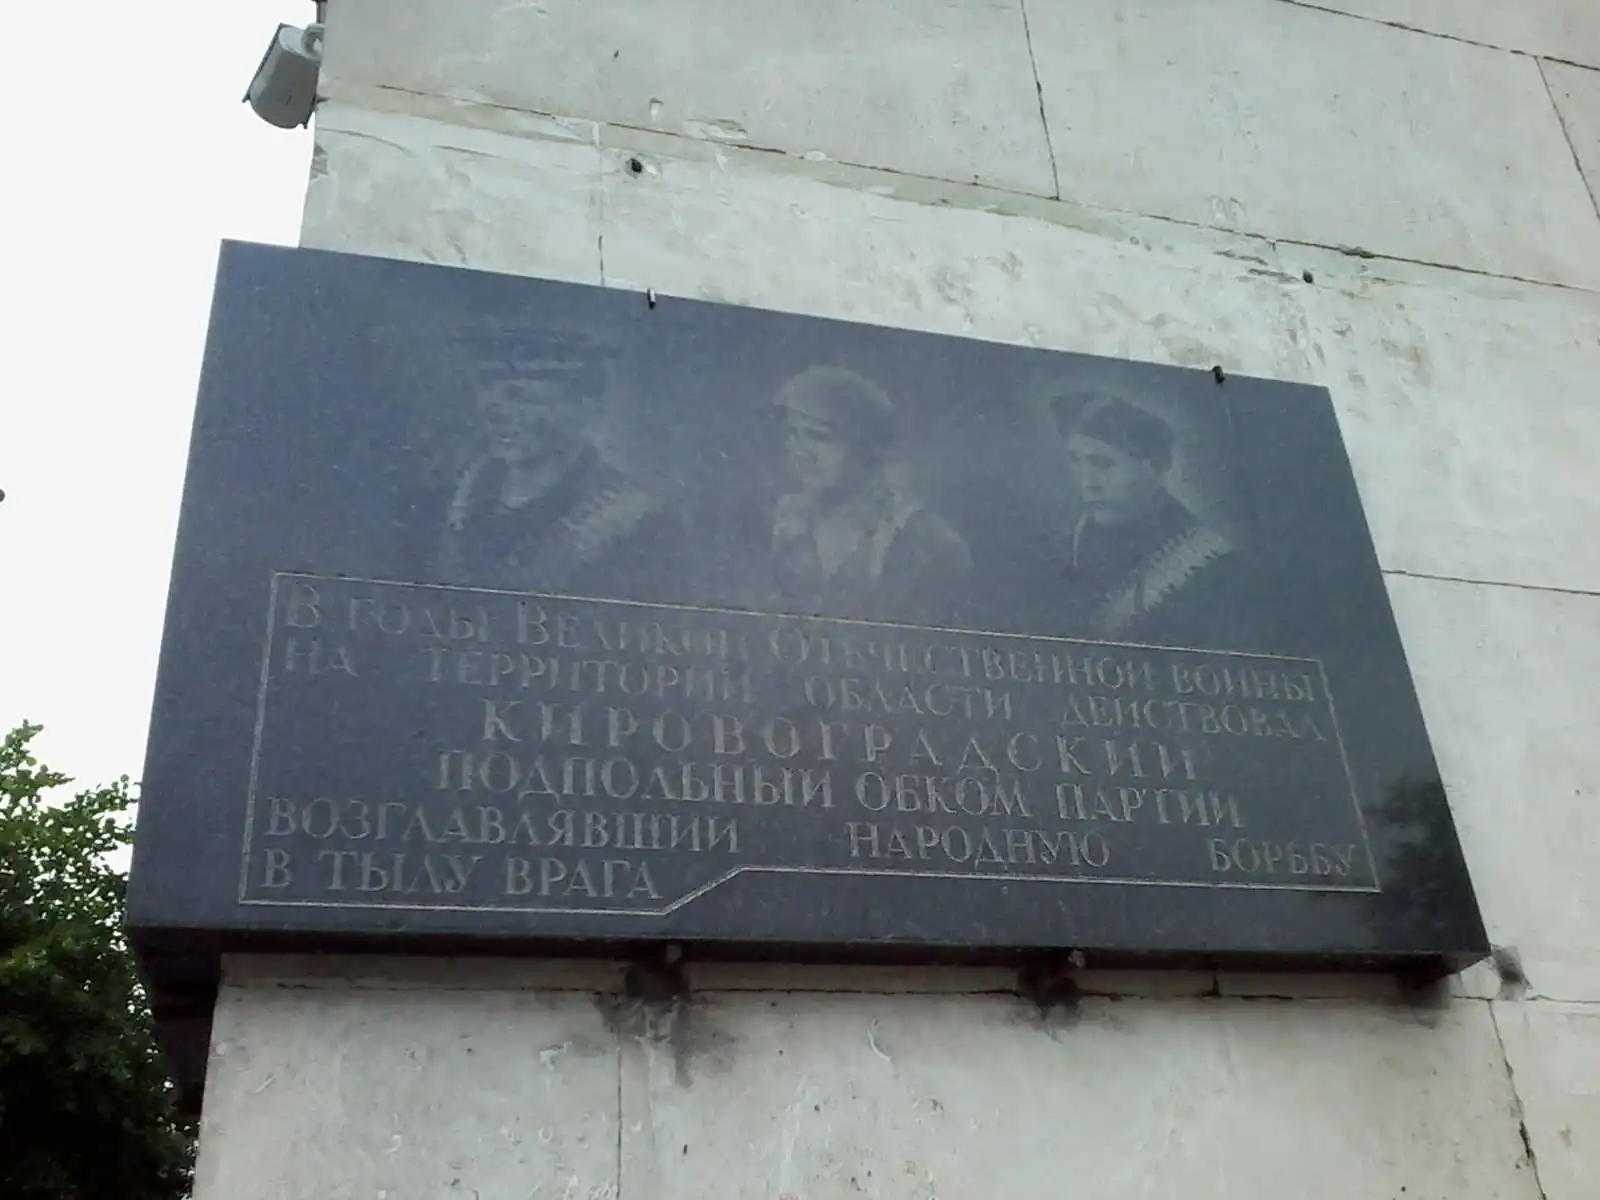 В годы Великой Отечественной войны
на территории области действовал
Кировоградский
подпольный обком партии
возглавлявший народную борьбу
в тылу врага